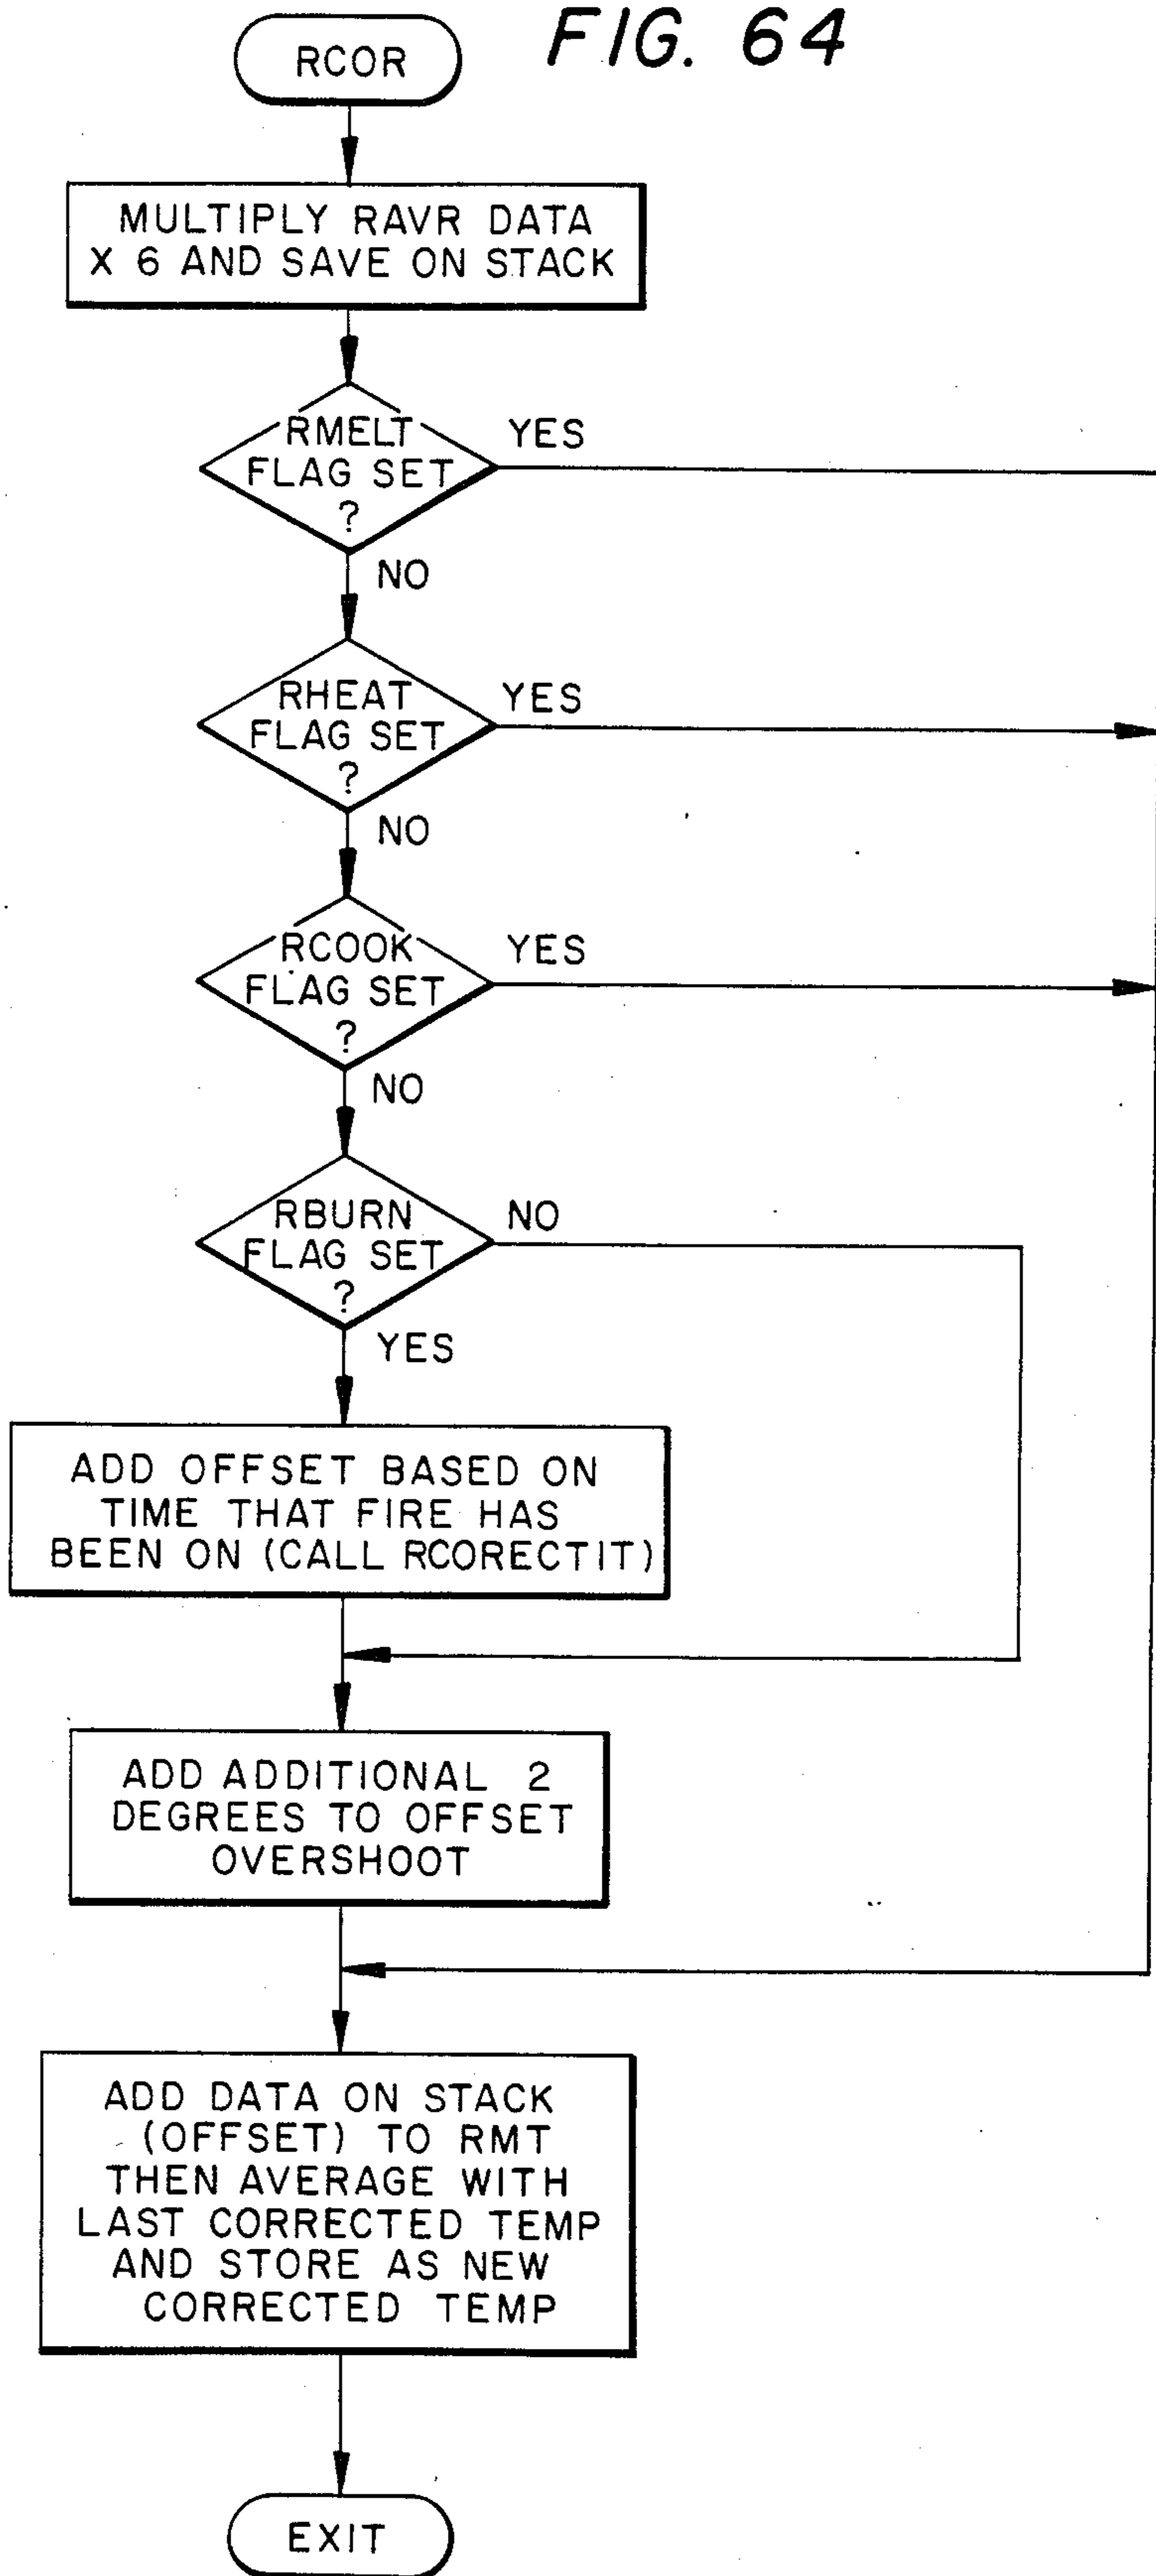 FIG. 64
RCOR
MULTIPLY RAVR DATA
X 6 AND SAVE ON STACK
RMELT
FLAG SET
?
YES
NO
RHEAT
FLAG SET
?
YES
NO
RCOOK
FLAG SET
?
YES
NO
RBURN
FLAG SET
?
NO
YES
ADD OFFSET BASED ON
TIME THAT FIRE HAS
BEEN ON (CALL RCORECTIT)
ADD ADDITIONAL 2
DEGREES TO OFFSET
OVERSHOOT
ADD DATA ON STACK
(OFFSET) TO RMT
THEN AVERAGE WITH
LAST CORRECTED TEMP
AND STORE AS NEW
CORRECTED TEMP
EXIT